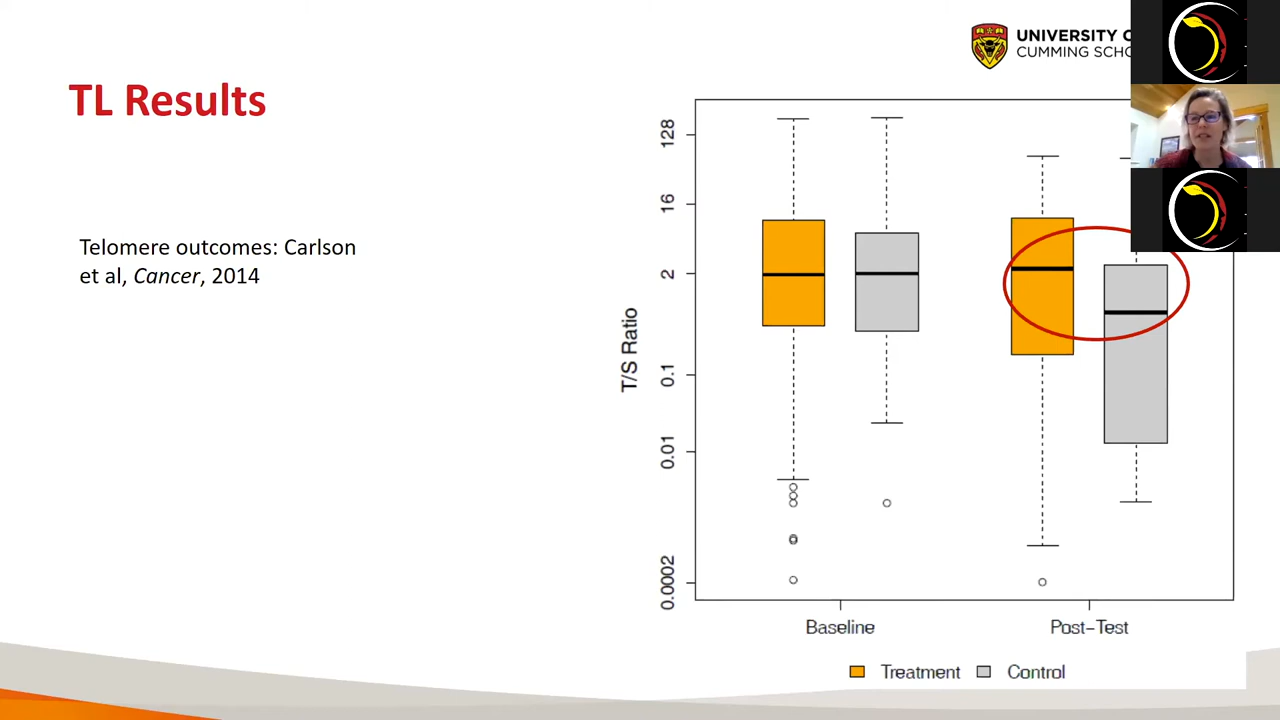 UNIVERSITY
CUMMING
TL Results
Telomere outcomes: Carlson
et al, Cancer, 2014
128
16
2
0.1
0.01
0.0002
T/S Ratio
Baseline
Post-Test
Treatment
Control